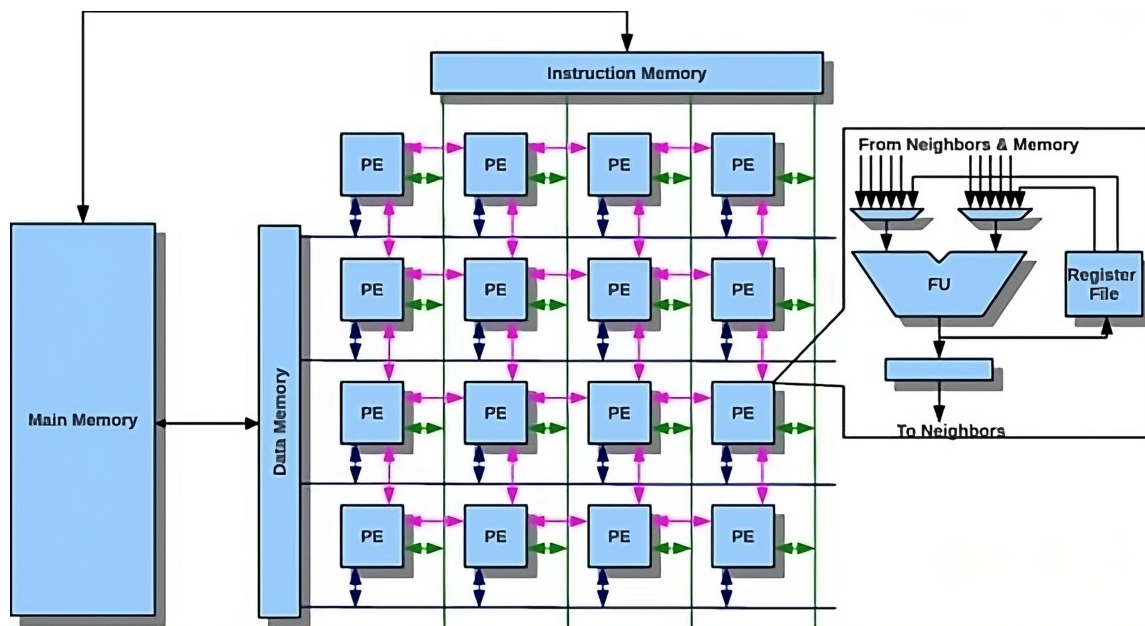 Instruction Memory
PE PE PE PE
From Neighbors & Memory
PE PE PE PE
FU
Register
File
Main Memory
Data Memory
PE PE PE PE
To Neighbors
PE PE PE PE